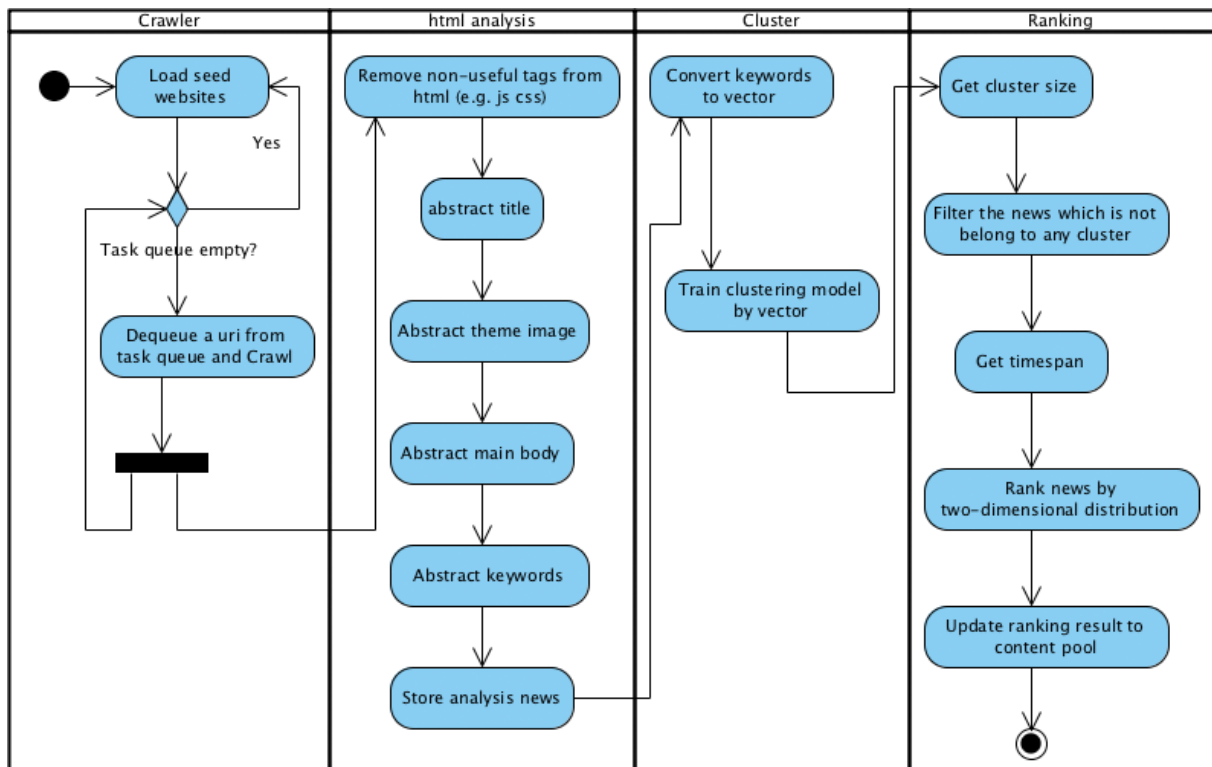 Crawler
html analysis
Cluster
Ranking
Load seed
websites
Yes
Task queue empty?
Dequeue a uri from
task queue and Crawl
Remove non-useful tags from
html (e.g. js css)
abstract title
Abstract theme image
Abstract main body
Abstract keywords
Store analysis news
Convert keywords
to vector
Train clustering model
by vector
Get cluster size
Filter the news which is not
belong to any cluster
Get timespan
Rank news by
two-dimensional distribution
Update ranking result to
content pool